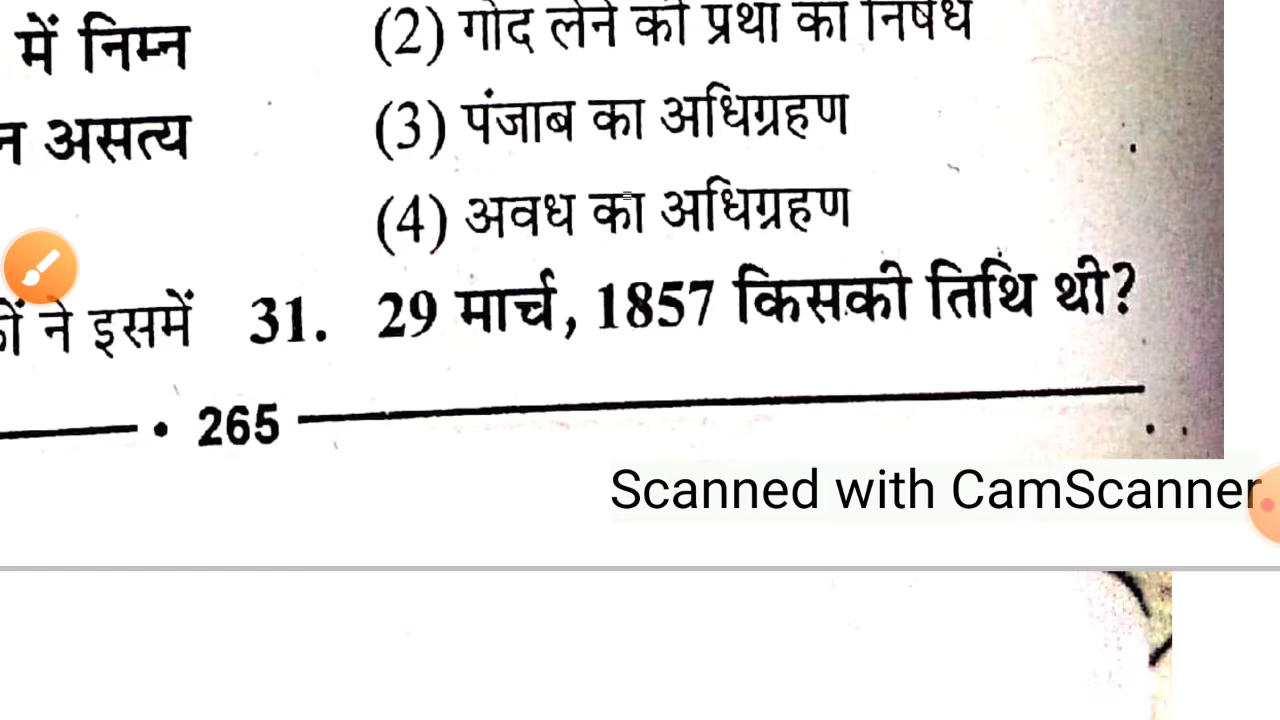 में निम्न
न असत्य
ों ने इसमें
(2) गोद लेने की प्रथा का निषेध
(3) पंजाब का अधिग्रहण
(4) अवध का अधिग्रहण
31. 29 मार्च, 1857 किसकी तिथि थी?
• 265
Scanned with CamScanner